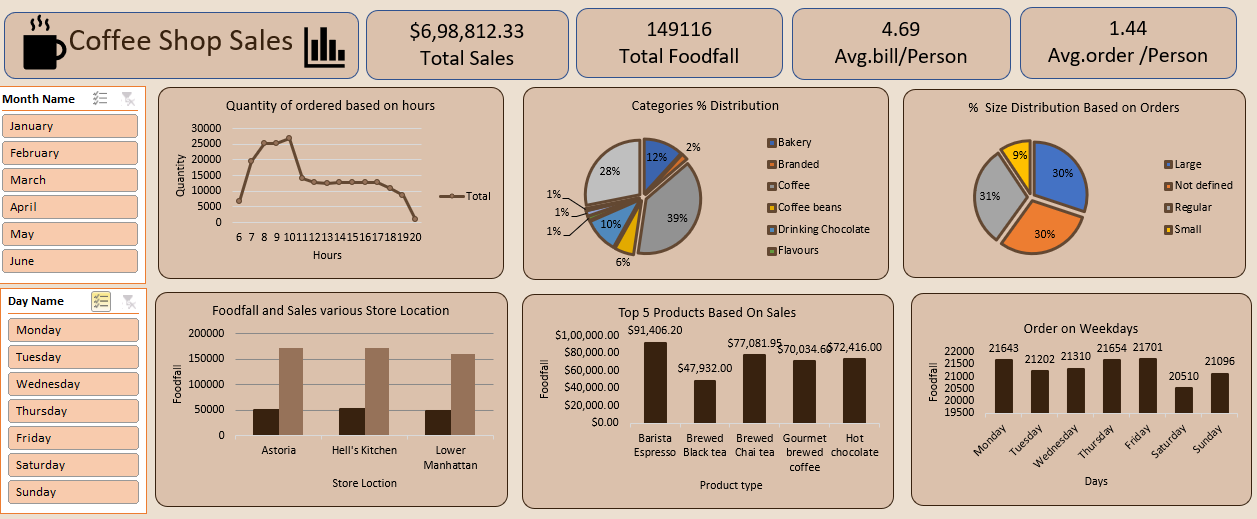 Coffee Shop Sales
$6,98,812.33
Total Sales
149116
Total Foodfall
4.69
Avg.bill/Person
1.44
Avg.order /Person
Month Name
January
February
March
April
May
June
Day Name
Monday
Tuesday
Wednesday
Thursday
Friday
Saturday
Sunday
Quantity of ordered based on hours
Quantity
30000
25000
20000
15000
10000
5000
0
6 7 8 9 10 11 12 13 14 15 16 17 18 19 20
Hours
Total
Categories % Distribution
12%
2%
39%
6%
10%
1%
1%
1%
28%
Bakery
Branded
Coffee
Coffee beans
Drinking Chocolate
Flavours
% Size Distribution Based on Orders
30%
30%
31%
9%
Large
Not defined
Regular
Small
Foodfall and Sales various Store Location
Foodfall
200000
150000
100000
50000
0
Astoria
Hell's Kitchen
Lower
Manhattan
Store Loction
Top 5 Products Based On Sales
Foodfall
$1,00,000.00
$80,000.00
$60,000.00
$40,000.00
$20,000.00
$0.00
$91,406.20
$47,932.00
$77,081.95
$70,034.60
$72,416.00
Barista
Espresso
Brewed
Black tea
Brewed
Chai tea
Gourmet
brewed
coffee
Hot
chocolate
Product type
Order on Weekdays
Foodfall
22000
21500
21000
20500
20000
19500
21643
21202
21310
21654
21701
20510
21096
Monday
Tuesday
Wednesday
Thursday
Friday
Saturday
Sunday
Days